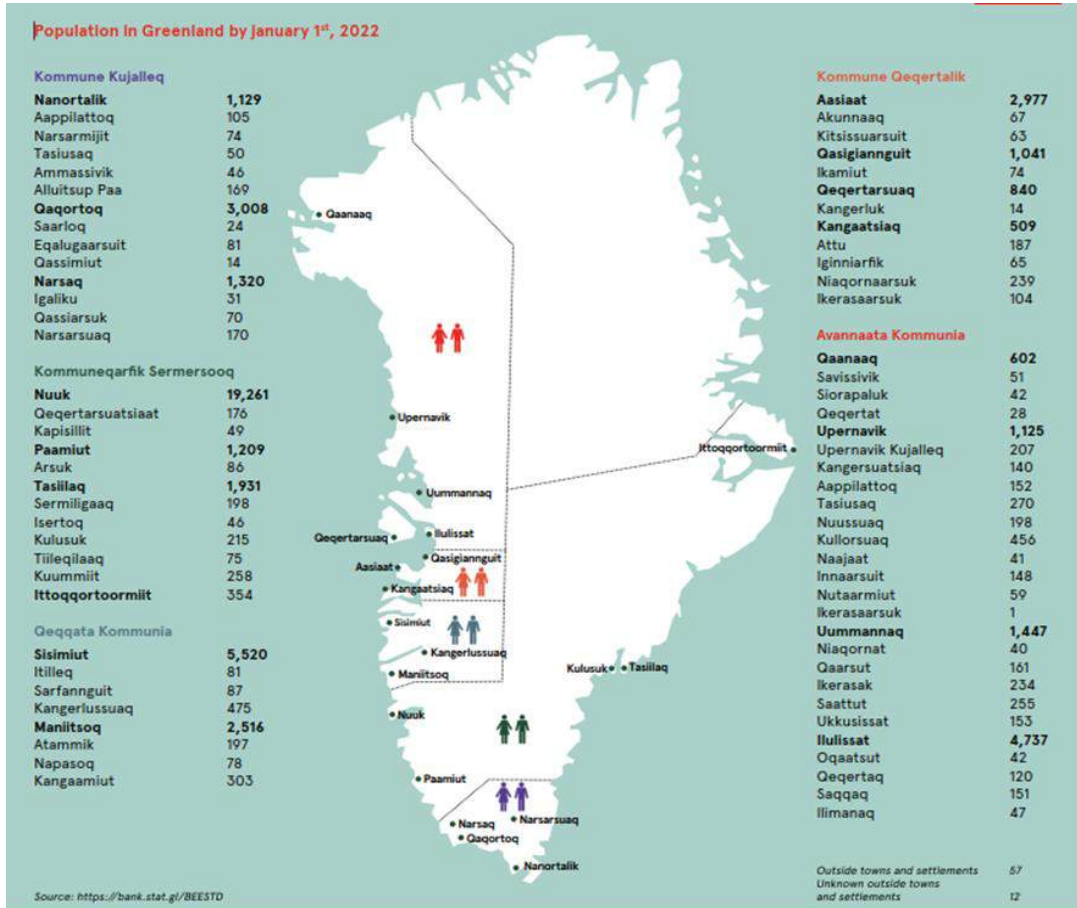 Population in Greenland by January 1st, 2022
Kommune Kujalleq
Nanortalik 1,129
Aappilattoq 105
Narsarmijit 74
Tasiusaq 50
Ammassivik 46
Alluitsup Paa 169
Qaqortoq 3,008
Saarloq 24
Eqalugaarsuit 81
Qassimiut 14
Narsaq 1,320
Igaliku 31
Qassiarsuk 70
Narsarsuaq 170
Kommuneqarfik Sermersooq
Nuuk 19,261
Qeqertarsuatsiaat 176
Kapisillit 49
Paamiut 1,209
Arsuk 86
Tasiilaq 1,931
Sermiligaaq 198
Isertoq 46
Kulusuk 215
Tiileqilaaq 75
Kuummiit 258
Ittoqqortoormiit 354
Qeqqata Kommunia
Sisimiut 5,520
Itilleq 81
Sarfannguit 87
Kangerlussuaq 475
Maniitsoq 2,516
Atammik 197
Napasoq 78
Kangaamiut 303
Source: https://bank.stat.gl/BEESTD
Qaanaaq
Upernavik
Ittoqqortoormiit
Uummannaq
Qeqertarsuaq
Ilulissat
Qasigiannguit
Aasiaat
Kangaatsiaq
Sisimiut
Kangerlussuaq
Maniitsoq
Kulusuk
Tasiilaq
Nuuk
Paamiut
Narsaq
Narsarsuaq
Qaqortoq
Nanortalik
Kommune Qeqertalik
Aasiaat 2,977
Akunnaaq 67
Kitsissuarsuit 63
Qasigiannguit 1,041
Ikamiut 74
Qeqertarsuaq 840
Kangerluk 14
Kangaatsiaq 509
Attu 187
Iginniarfik 65
Niaqornaarsuk 239
Ikerasaarsuk 104
Avannaata Kommunia
Qaanaaq 602
Savissivik 51
Siorapaluk 42
Qeqertat 28
Upernavik 1,125
Upernavik Kujalleq 207
Kangersuatsiaq 140
Aappilattoq 152
Tasiusaq 270
Nuussuaq 198
Kullorsuaq 456
Naajaat 41
Innaarsuit 148
Nutaarmiut 59
Ikerasaarsuk 1
Uummannaq 1,447
Niaqornat 40
Qaarsut 161
Ikerasak 234
Saattut 255
Ukkusissat 153
Ilulissat 4,737
Oqaatsut 42
Qeqertaq 120
Saqqaq 151
Ilimanaq 47
Outside towns and settlements 57
Unknown outside towns
and settlements 12